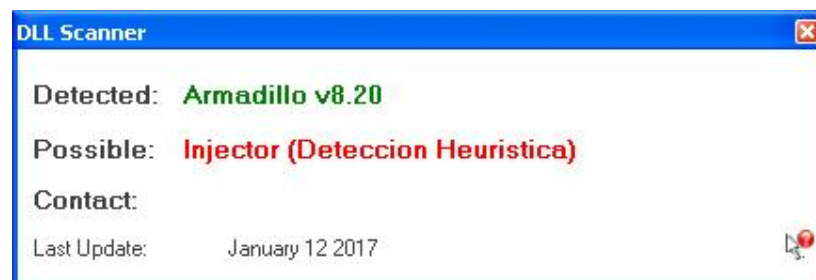 DLL Scanner
Detected: Armadillo v8.20
Possible: Injector (Deteccion Heuristica)
Contact:
Last Update: January 12 2017